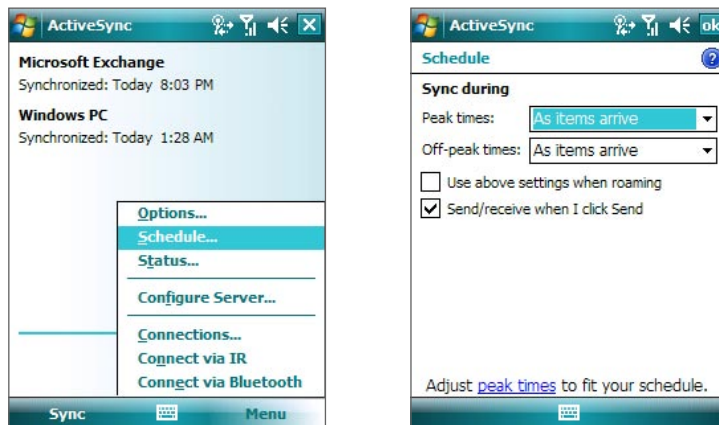 ActiveSync
Microsoft Exchange
Synchronized: Today 8:03 PM
Windows PC
Synchronized: Today 1:28 AM
Options...
Schedule...
Status...
Configure Server...
Connections...
Connect via IR
Connect via Bluetooth
Sync Menu
ActiveSync ok
Schedule ?
Sync during
Peak times: As items arrive
Off-peak times: As items arrive
Use above settings when roaming
Send/receive when I click Send
Adjust peak times to fit your schedule.